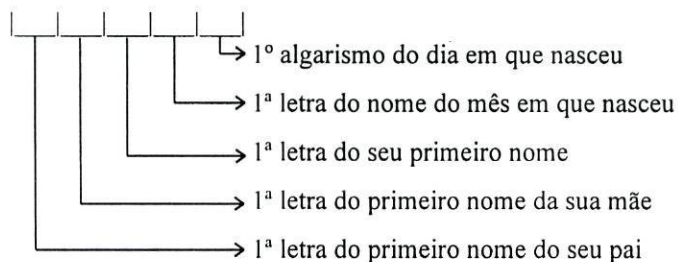 1º algarismo do dia em que nasceu
1ª letra do nome do mês em que nasceu
1ª letra do seu primeiro nome
1ª letra do primeiro nome da sua mãe
1ª letra do primeiro nome do seu pai